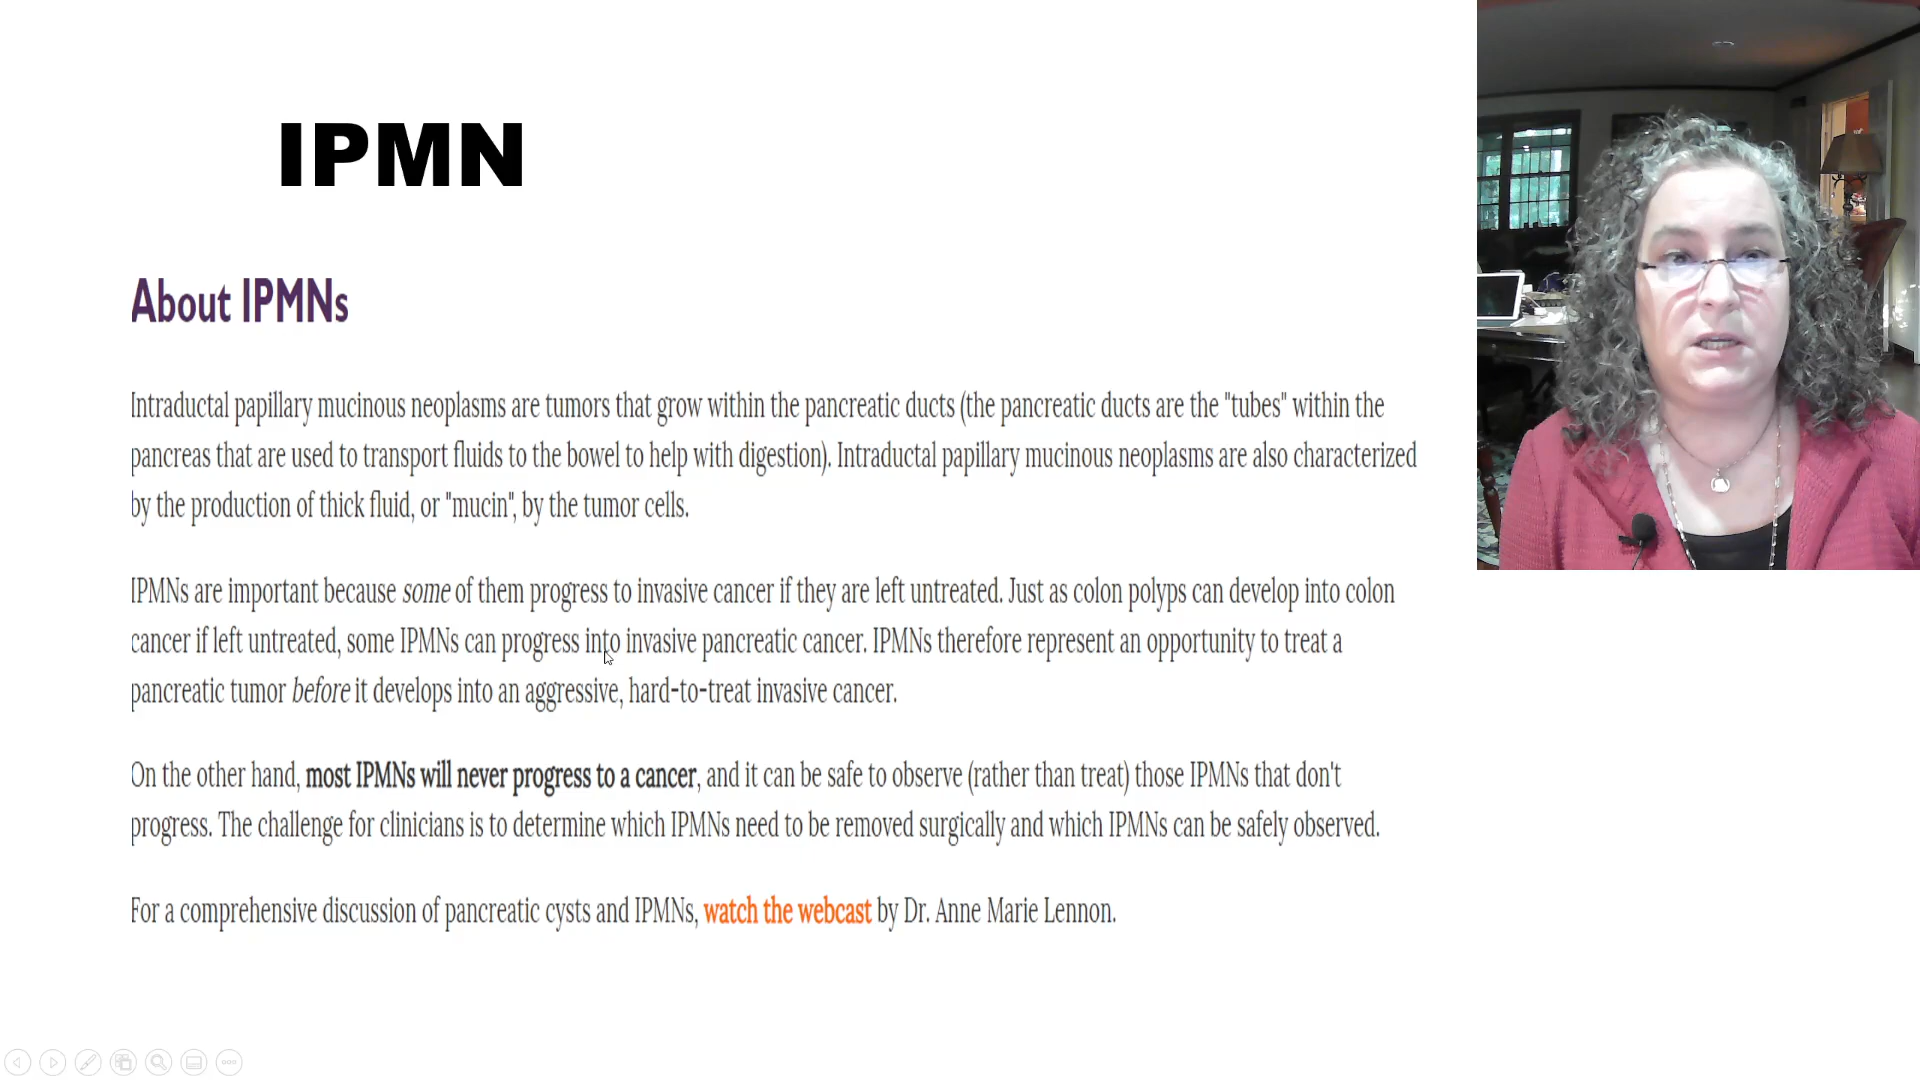 IPMN
About IPMNs
Intraductal papillary mucinous neoplasms are tumors that grow within the pancreatic ducts (the pancreatic ducts are the "tubes" within the
pancreas that are used to transport fluids to the bowel to help with digestion). Intraductal papillary mucinous neoplasms are also characterized
by the production of thick fluid, or "mucin", by the tumor cells.
IPMNs are important because some of them progress to invasive cancer if they are left untreated. Just as colon polyps can develop into colon
cancer if left untreated, some IPMNs can progress into invasive pancreatic cancer. IPMNs therefore represent an opportunity to treat a
pancreatic tumor before it develops into an aggressive, hard-to-treat invasive cancer.
On the other hand, most IPMNs will never progress to a cancer, and it can be safe to observe (rather than treat) those IPMNs that don't
progress. The challenge for clinicians is to determine which IPMNs need to be removed surgically and which IPMNs can be safely observed.
For a comprehensive discussion of pancreatic cysts and IPMNs, watch the webcast by Dr. Anne Marie Lennon.